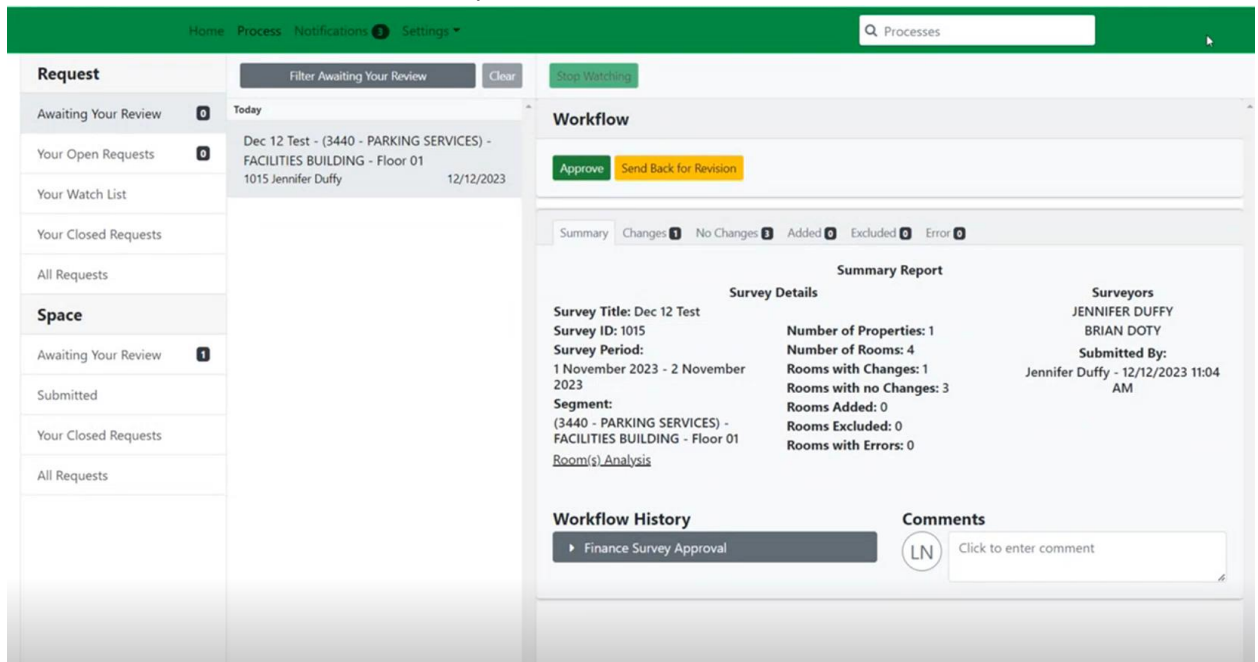 Home Process Notifications 3 Settings
Processes
Request
Awaiting Your Review 0
Your Open Requests 0
Your Watch List
Your Closed Requests
All Requests
Space
Awaiting Your Review 1
Submitted
Your Closed Requests
All Requests
Filter Awaiting Your Review Clear
Today
Dec 12 Test - (3440 - PARKING SERVICES) -
FACILITIES BUILDING - Floor 01
1015 Jennifer Duffy 12/12/2023
Stop Watching
Workflow
Approve Send Back for Revision
Summary Changes 1 No Changes 3 Added 0 Excluded 0 Error 0
Summary Report
Survey Details
Survey Title: Dec 12 Test
Survey ID: 1015
Survey Period:
1 November 2023 - 2 November
2023
Segment:
(3440 - PARKING SERVICES) -
FACILITIES BUILDING - Floor 01
Room(s) Analysis
Number of Properties: 1
Number of Rooms: 4
Rooms with Changes: 1
Rooms with no Changes: 3
Rooms Added: 0
Rooms Excluded: 0
Rooms with Errors: 0
Surveyors
JENNIFER DUFFY
BRIAN DOTY
Submitted By:
Jennifer Duffy - 12/12/2023 11:04
AM
Workflow History
Finance Survey Approval
Comments
LN
Click to enter comment